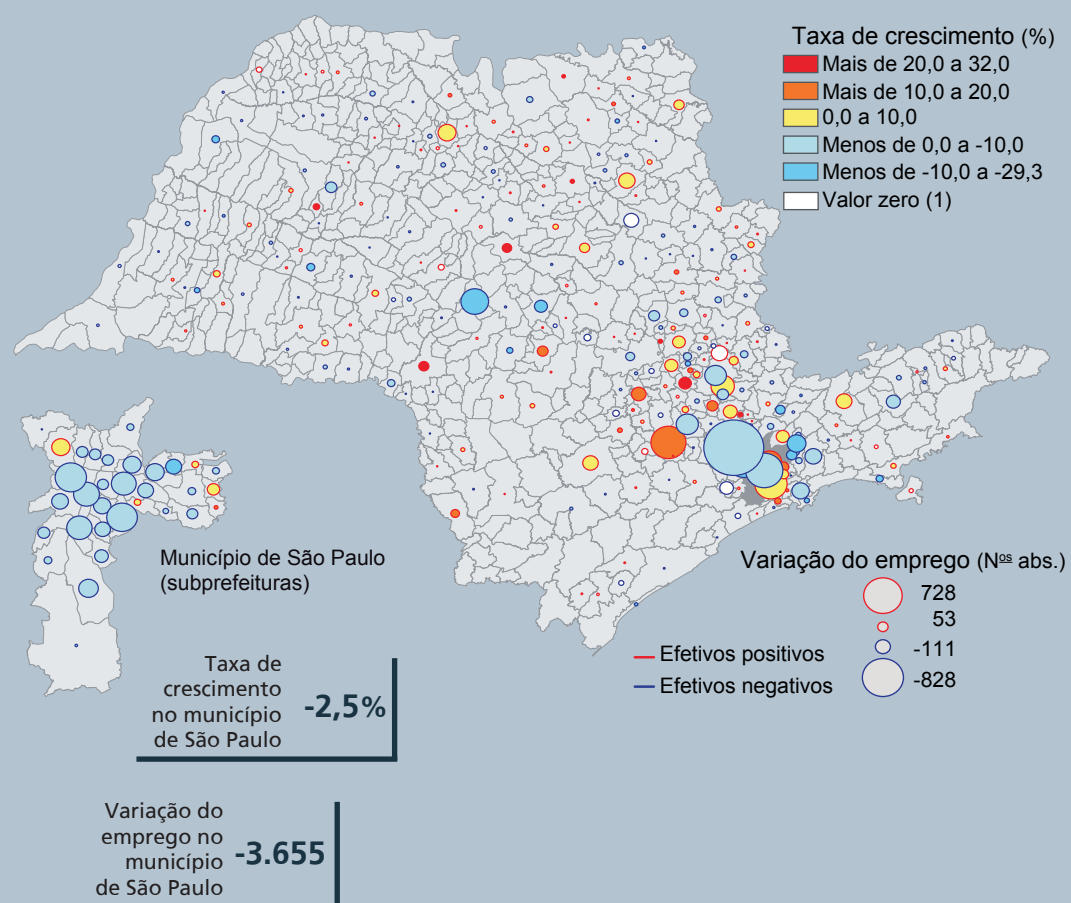 Taxa de crescimento (%)
Mais de 20,0 a 32,0
Mais de 10,0 a 20,0
0,0 a 10,0
Menos de 0,0 a -10,0
Menos de -10,0 a -29,3
Valor zero (1)
Município de São Paulo
(subprefeituras)
Variação do emprego (Nos abs.)
728
53
-111
-828
Efetivos positivos
Efetivos negativos
Taxa de
crescimento
no município
de São Paulo
-2,5%
Variação do
emprego no
município
de São Paulo
-3.655